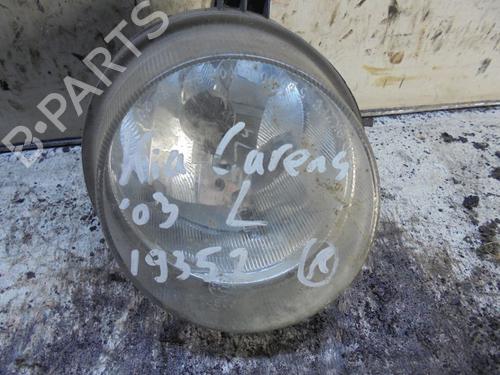 B-PARTS
Kia Carens
'03 L
19352 R